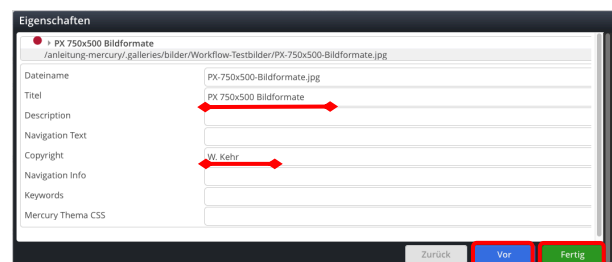 Eigenschaften
PX 750x500 Bildformate
/anleitung-mercury/.galleries/bilder/Workflow-Testbilder/PX-750x500-Bildformate.jpg
Dateiname PX-750x500-Bildformate.jpg
Titel PX 750x500 Bildformate
Description
Navigation Text
Copyright W. Kehr
Navigation Info
Keywords
Mercury Thema CSS
Zurück Vor Fertig